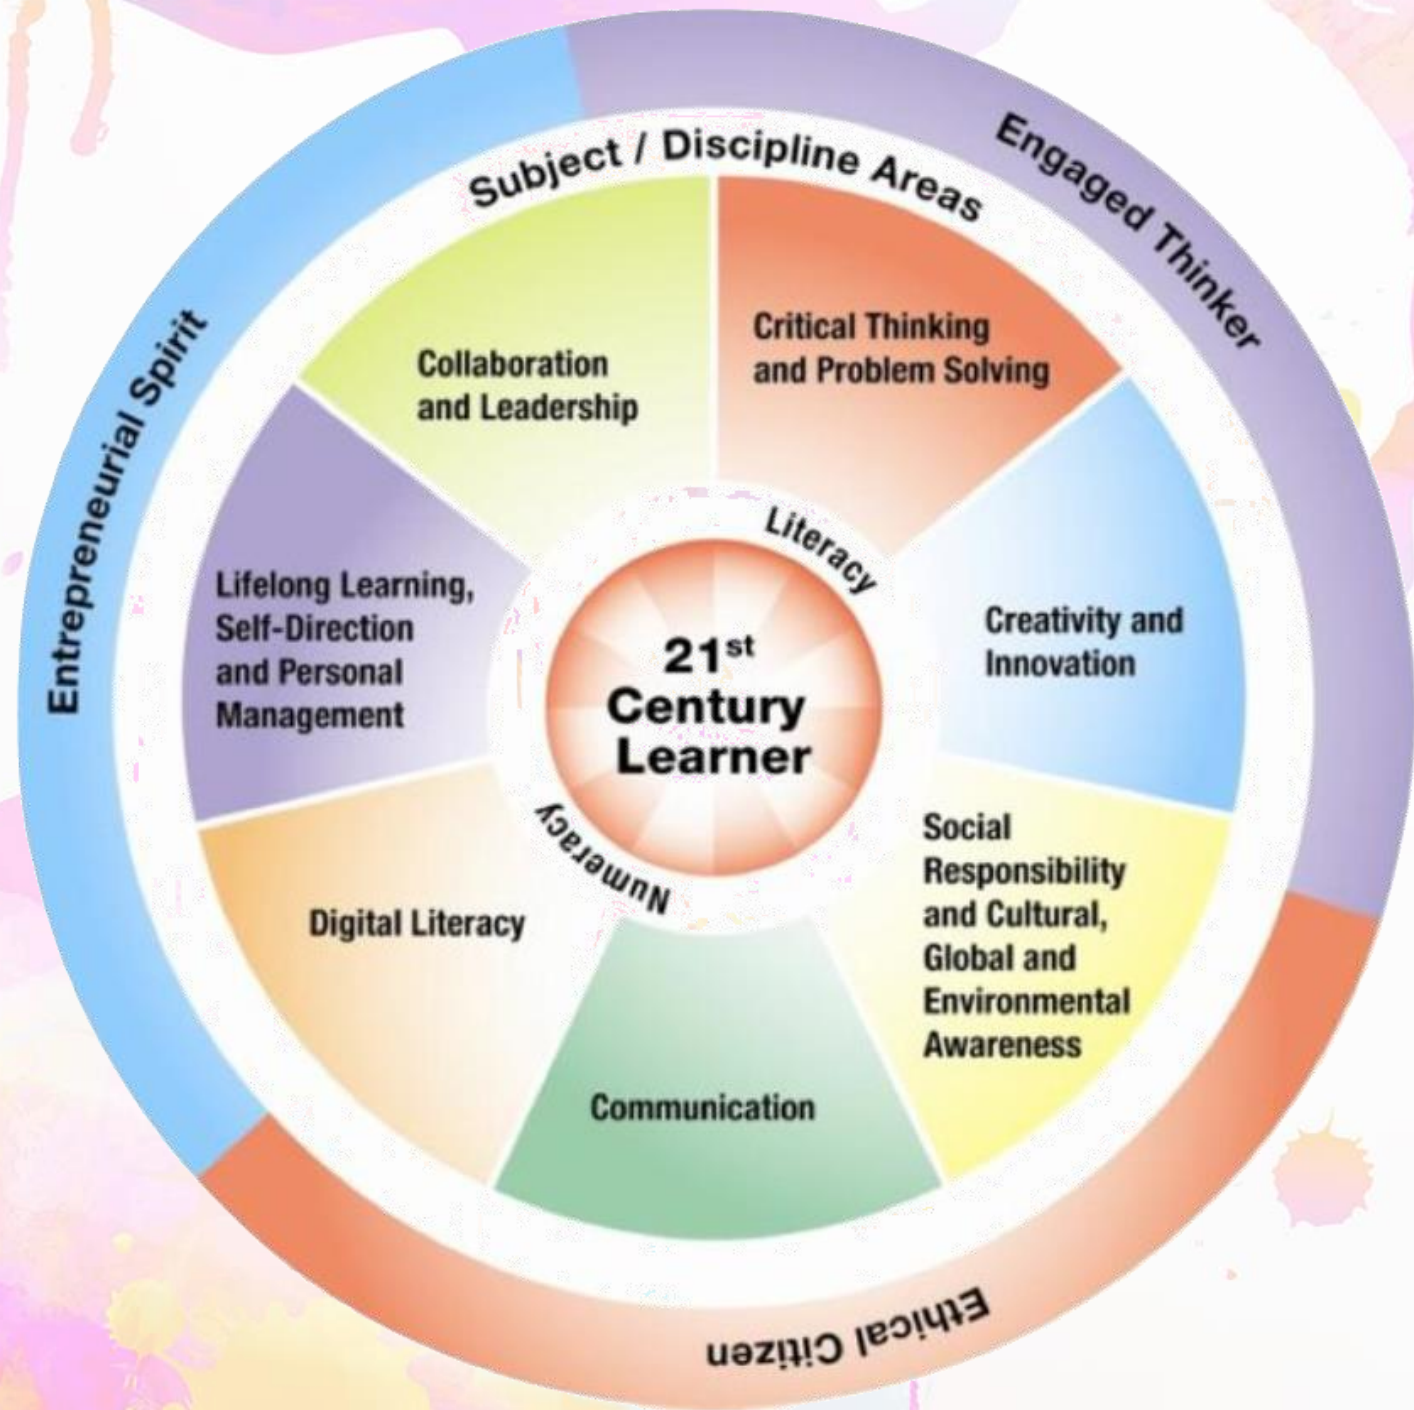 Entrepreneurial Spirit
Engaged Thinker
Ethical Citizen
Subject / Discipline Areas
Critical Thinking
and Problem Solving
Creativity and
Innovation
Social
Responsibility
and Cultural,
Global and
Environmental
Awareness
Communication
Digital Literacy
Lifelong Learning,
Self-Direction
and Personal
Management
Collaboration
and Leadership
Literacy
Numeracy
21st
Century
Learner